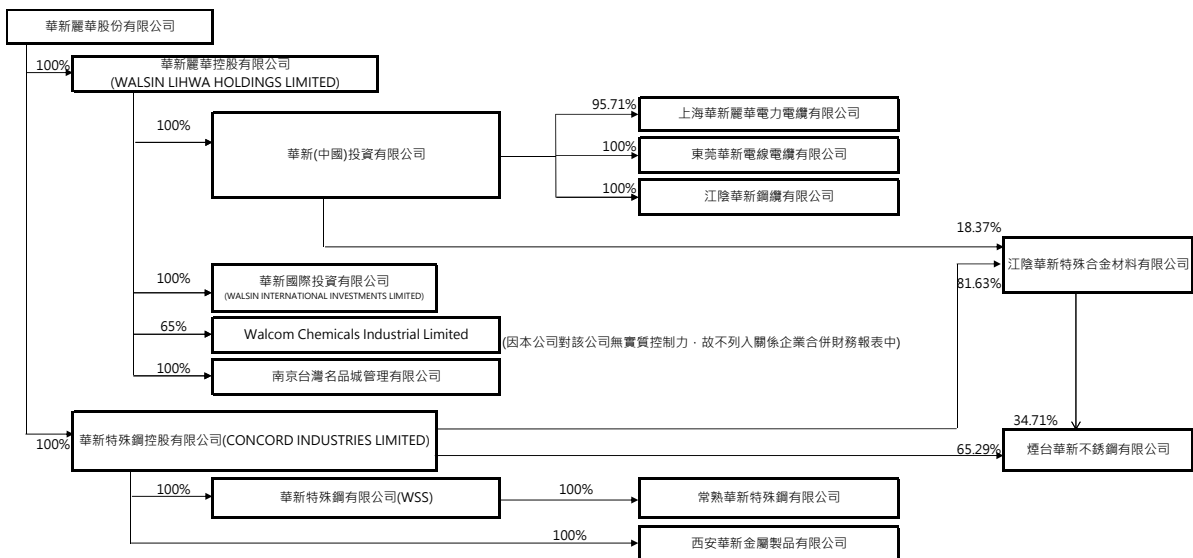 華新麗華股份有限公司
100%
華新麗華控股有限公司
(WALSIN LIHWA HOLDINGS LIMITED)
100%
華新(中國)投資有限公司
95.71%
上海華新麗華電力電纜有限公司
100%
東莞華新電線電纜有限公司
100%
江陰華新鋼纜有限公司
18.37%
江陰華新特殊合金材料有限公司
81.63%
100%
華新國際投資有限公司
(WALSIN INTERNATIONAL INVESTMENTS LIMITED)
65%
Walcom Chemicals Industrial Limited
(因本公司對該公司無實質控制力，故不列入關係企業合併財務報表中)
100%
南京台灣名品城管理有限公司
100%
華新特殊鋼控股有限公司(CONCORD INDUSTRIES LIMITED)
34.71%
65.29%
煙台華新不銹鋼有限公司
100%
華新特殊鋼有限公司(WSS)
100%
常熟華新特殊鋼有限公司
100%
西安華新金屬製品有限公司